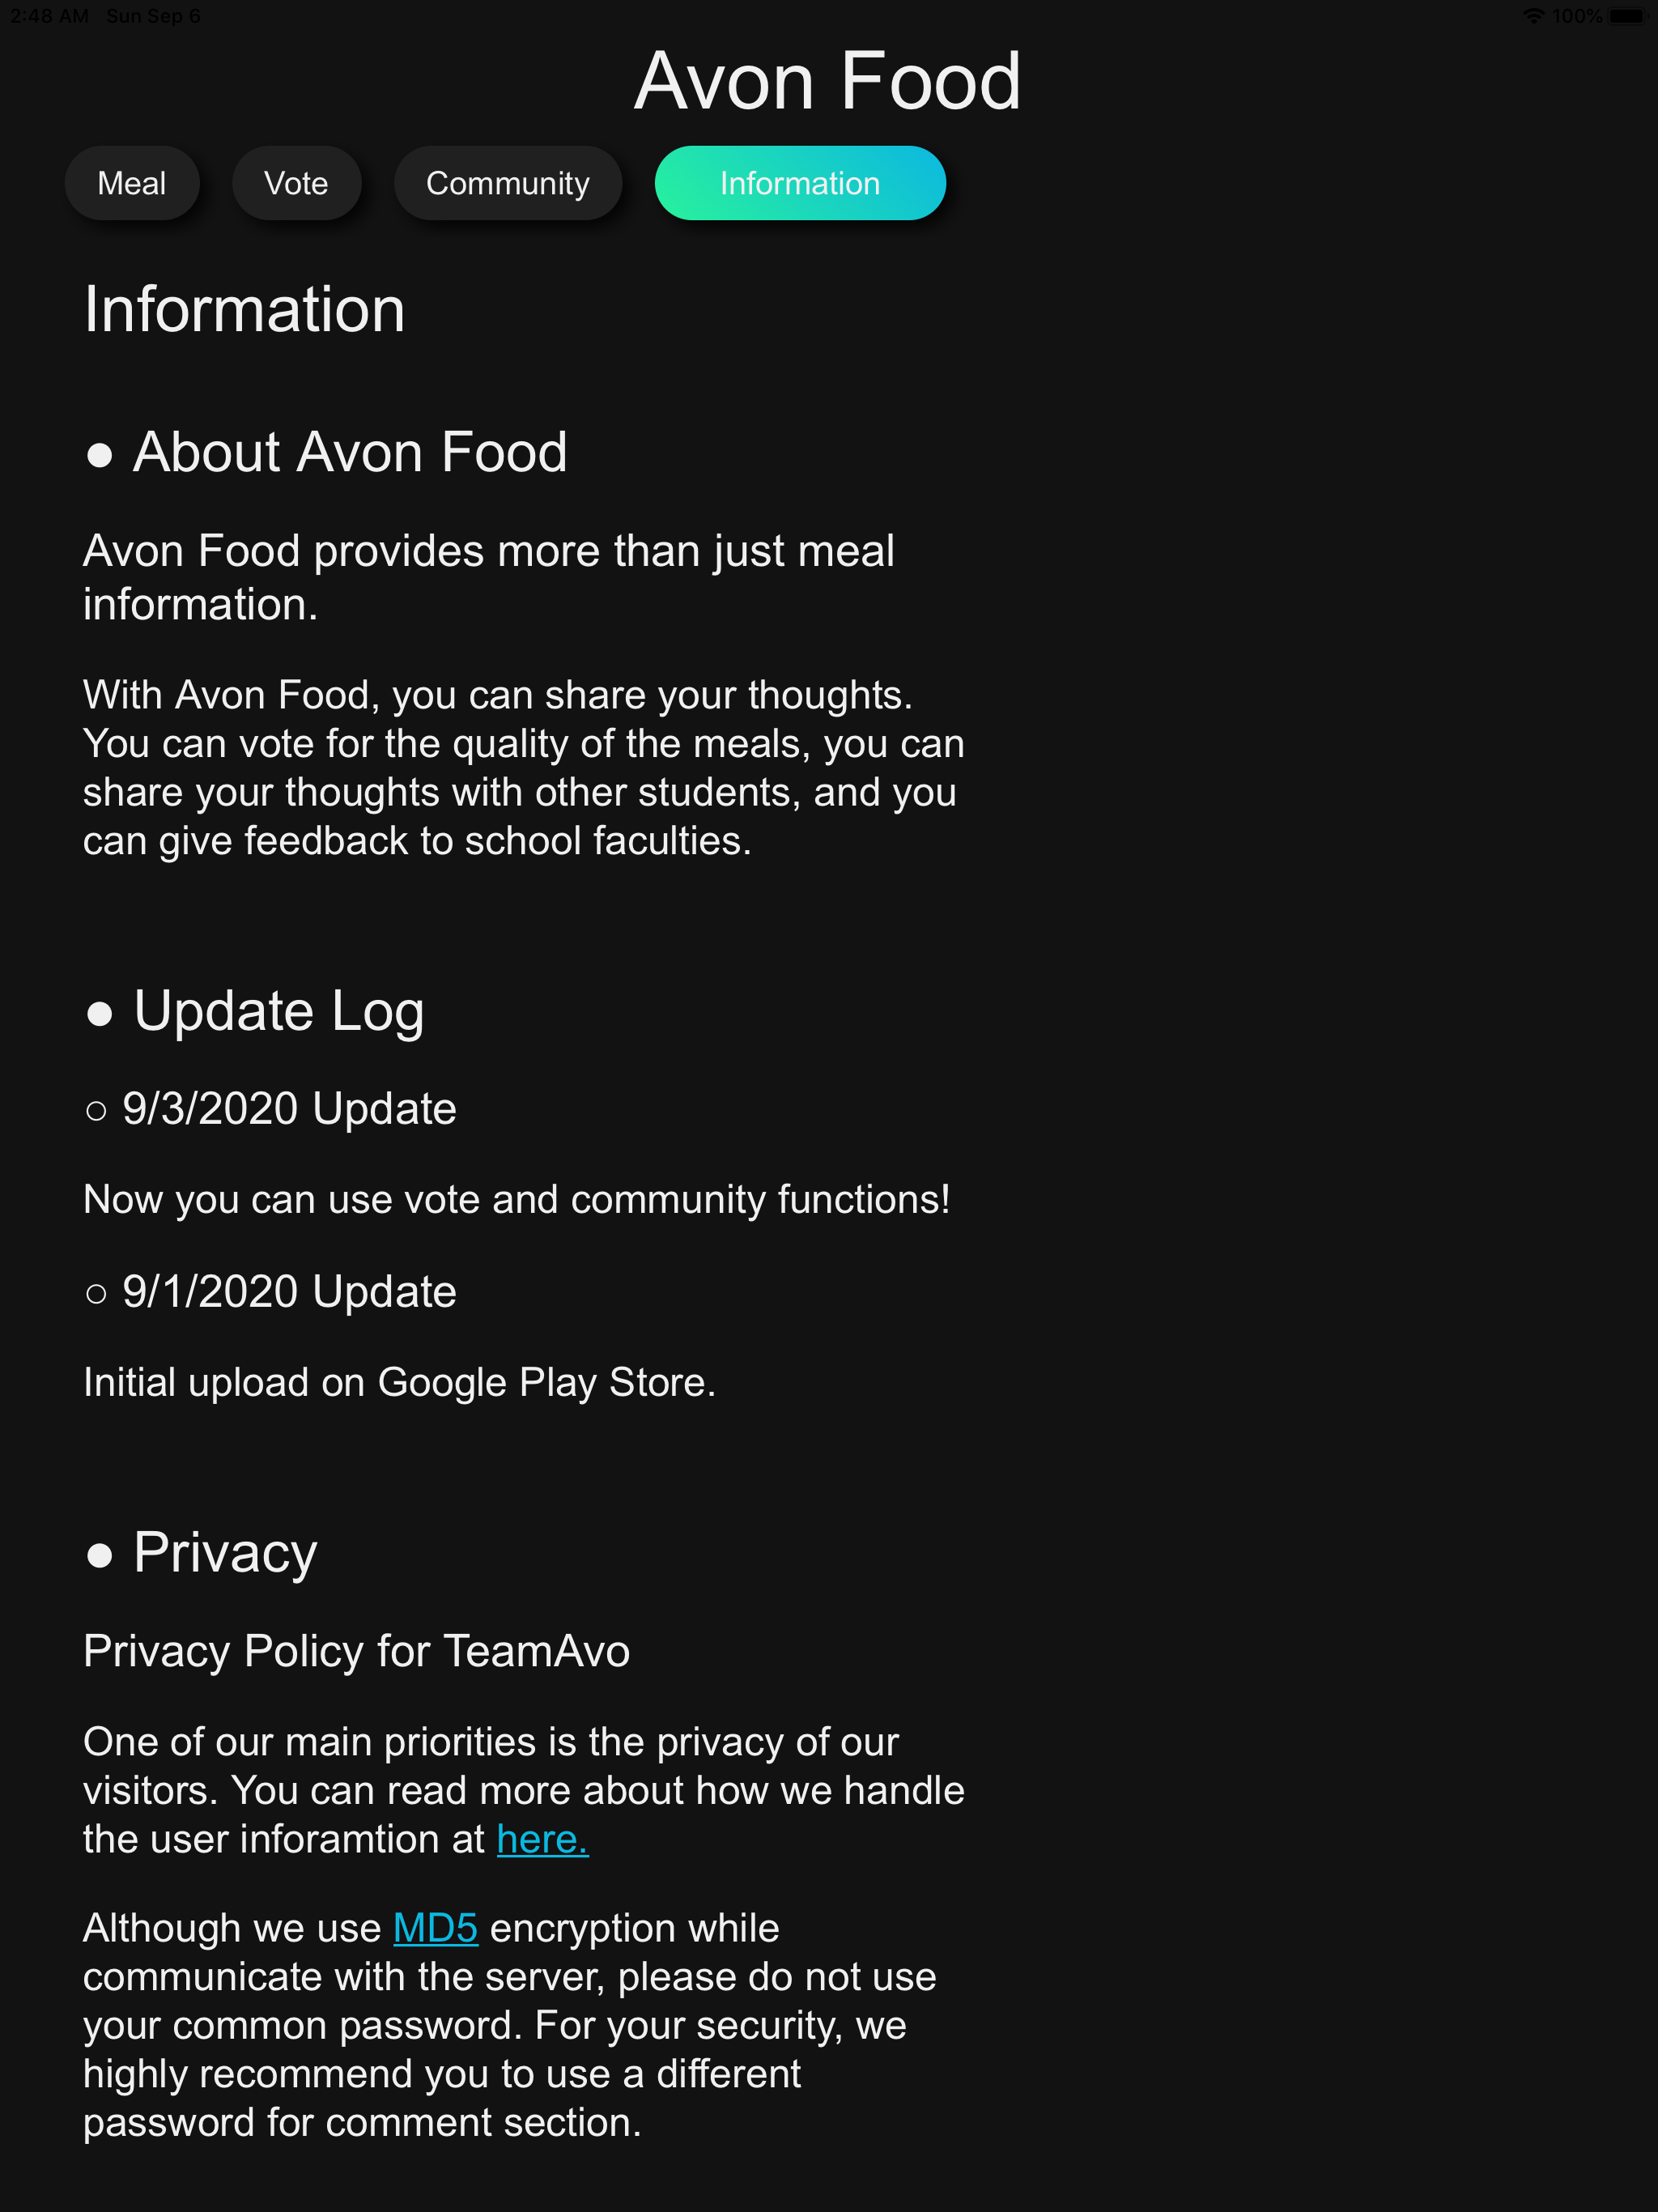 2:48 AM Sun Sep 6 100%
Avon Food
Meal Vote Community Information
Information
● About Avon Food
Avon Food provides more than just meal
information.
With Avon Food, you can share your thoughts.
You can vote for the quality of the meals, you can
share your thoughts with other students, and you
can give feedback to school faculties.
● Update Log
○ 9/3/2020 Update
Now you can use vote and community functions!
○ 9/1/2020 Update
Initial upload on Google Play Store.
● Privacy
Privacy Policy for TeamAvo
One of our main priorities is the privacy of our
visitors. You can read more about how we handle
the user inforamtion at here.
Although we use MD5 encryption while
communicate with the server, please do not use
your common password. For your security, we
highly recommend you to use a different
password for comment section.